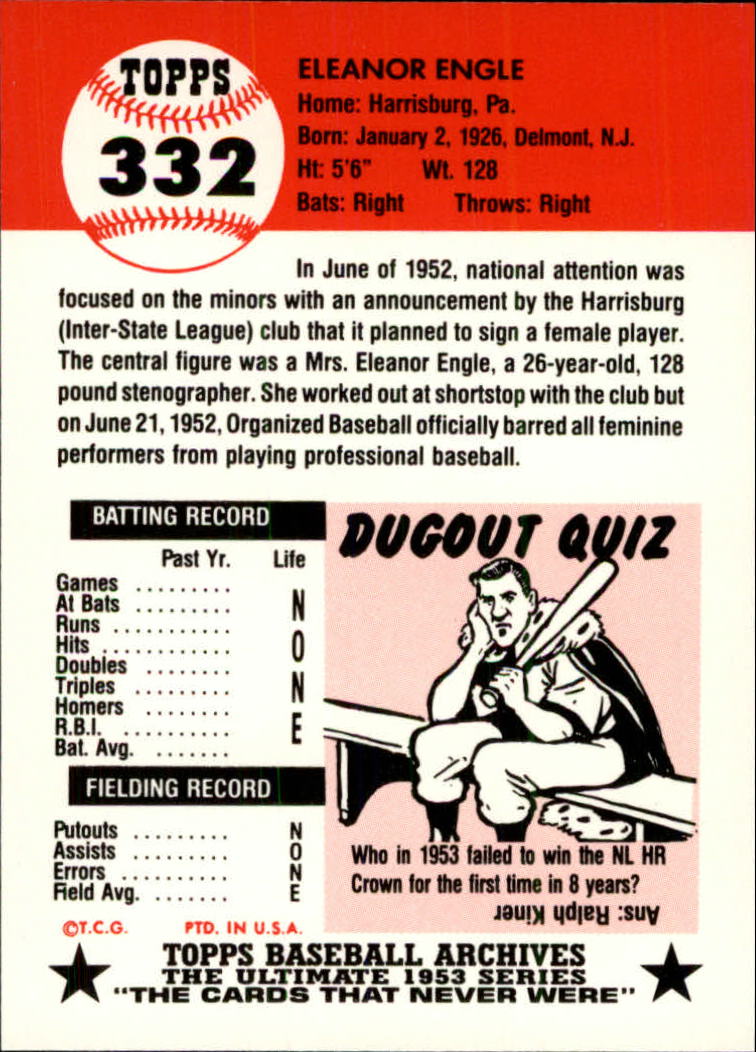 TOPPS
332
ELEANOR ENGLE
Home: Harrisburg, Pa.
Born: January 2, 1926, Delmont, N.J.
Ht: 5'6" Wt. 128
Bats: Right Throws: Right
In June of 1952, national attention was
focused on the minors with an announcement by the Harrisburg
(Inter-State League) club that it planned to sign a female player.
The central figure was a Mrs. Eleanor Engle, a 26-year-old, 128
pound stenographer. She worked out at shortstop with the club but
on June 21, 1952, Organized Baseball officially barred all feminine
performers from playing professional baseball.
BATTING RECORD
Past Yr. Life
Games .........
At Bats .........
Runs ...........
Hits ............
Doubles ........
Triples .........
Homers ........
R.B.I. ..........
Bat. Avg. .......
N
O
N
E
FIELDING RECORD
Putouts ......... N
Assists ......... O
Errors .......... N
Field Avg. ....... E
DUGOUT QUIZ
Who in 1953 failed to win the NL HR
Crown for the first time in 8 years?
Ans: Ralph Kiner
©T.C.G. PTD. IN U.S.A.
TOPPS BASEBALL ARCHIVES
THE ULTIMATE 1953 SERIES
"THE CARDS THAT NEVER WERE"